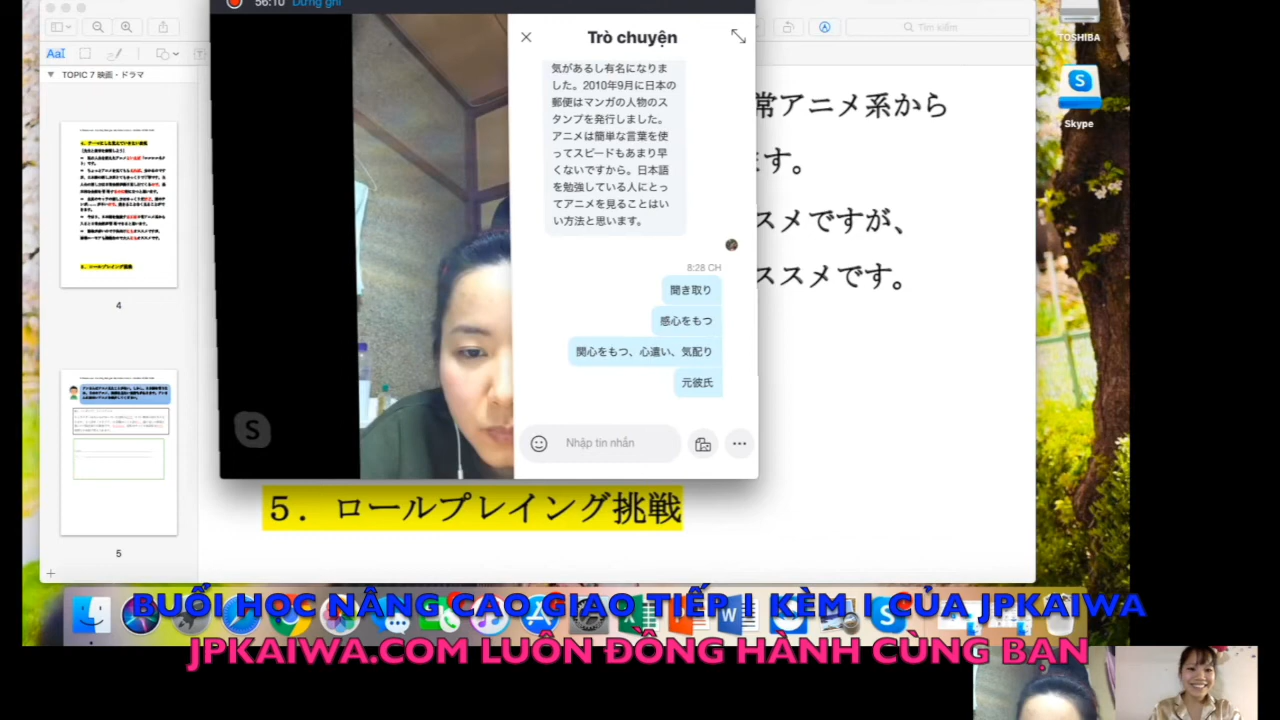 56:10 Dừng ghi
Tìm kiếm
TOSHIBA
Skype
TOPIC 7 映画・ドラマ
4
5
Trò chuyện
気があるし有名になりま
した。2010年9月に日本の
郵便はマンガの人物のス
タンプを発行しました。
アニメは簡単な言葉を使
ってスピードもあまり早
くないですから。日本語
を勉強している人にとっ
てアニメを見ることはい
い方法と思います。
8:28 CH
聞き取り
感心をもつ
関心をもつ、心遣い、気配り
元彼氏
Nhập tin nhắn
常アニメ系から
ます。
ススメですが、
ススメです。
5．ロールプレイング挑戦
BUỔI HỌC NÂNG CAO GIAO TIẾP 1 KÈM 1 CỦA JPKAIWA
JPKAIWA.COM LUÔN ĐỒNG HÀNH CÙNG BẠN